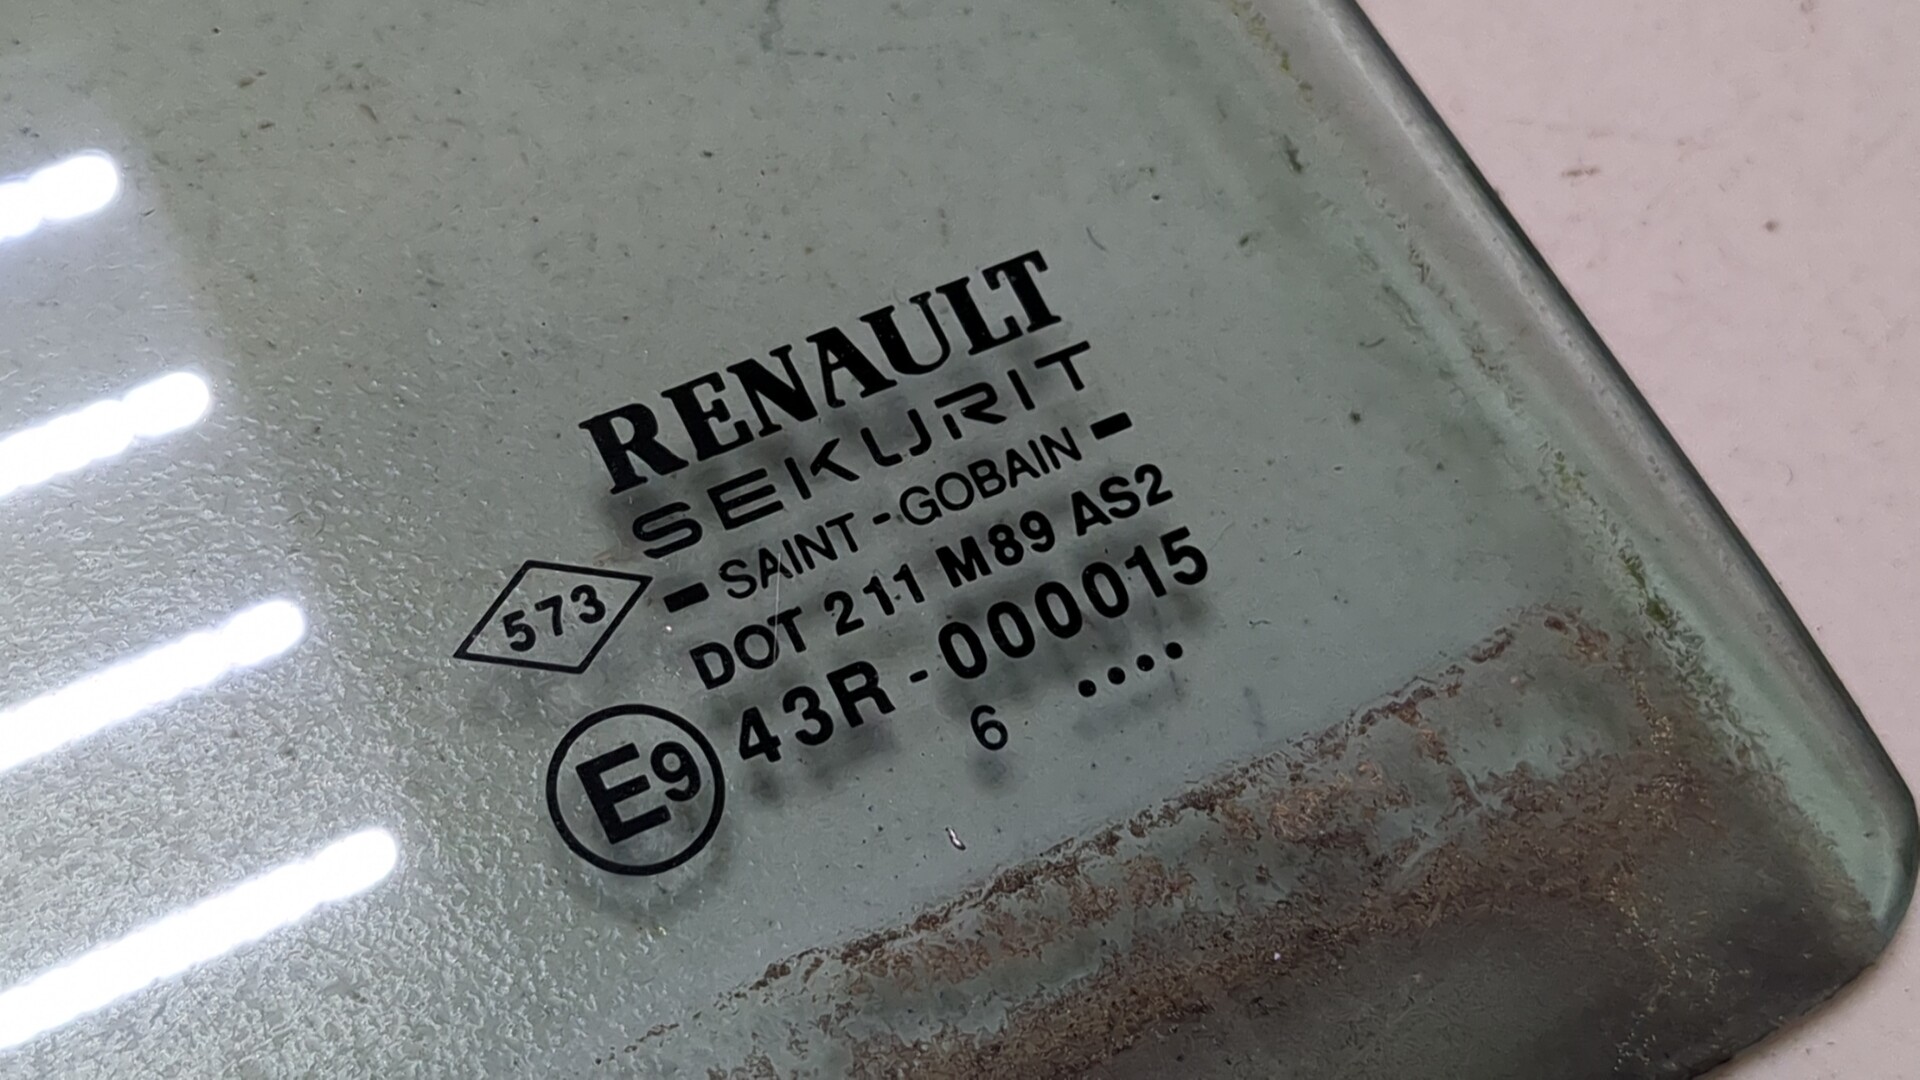 RENAULT
SEKURIT
SAINT-GOBAIN
573
DOT 211 M89 AS2
E9 43R-000015
6 ....